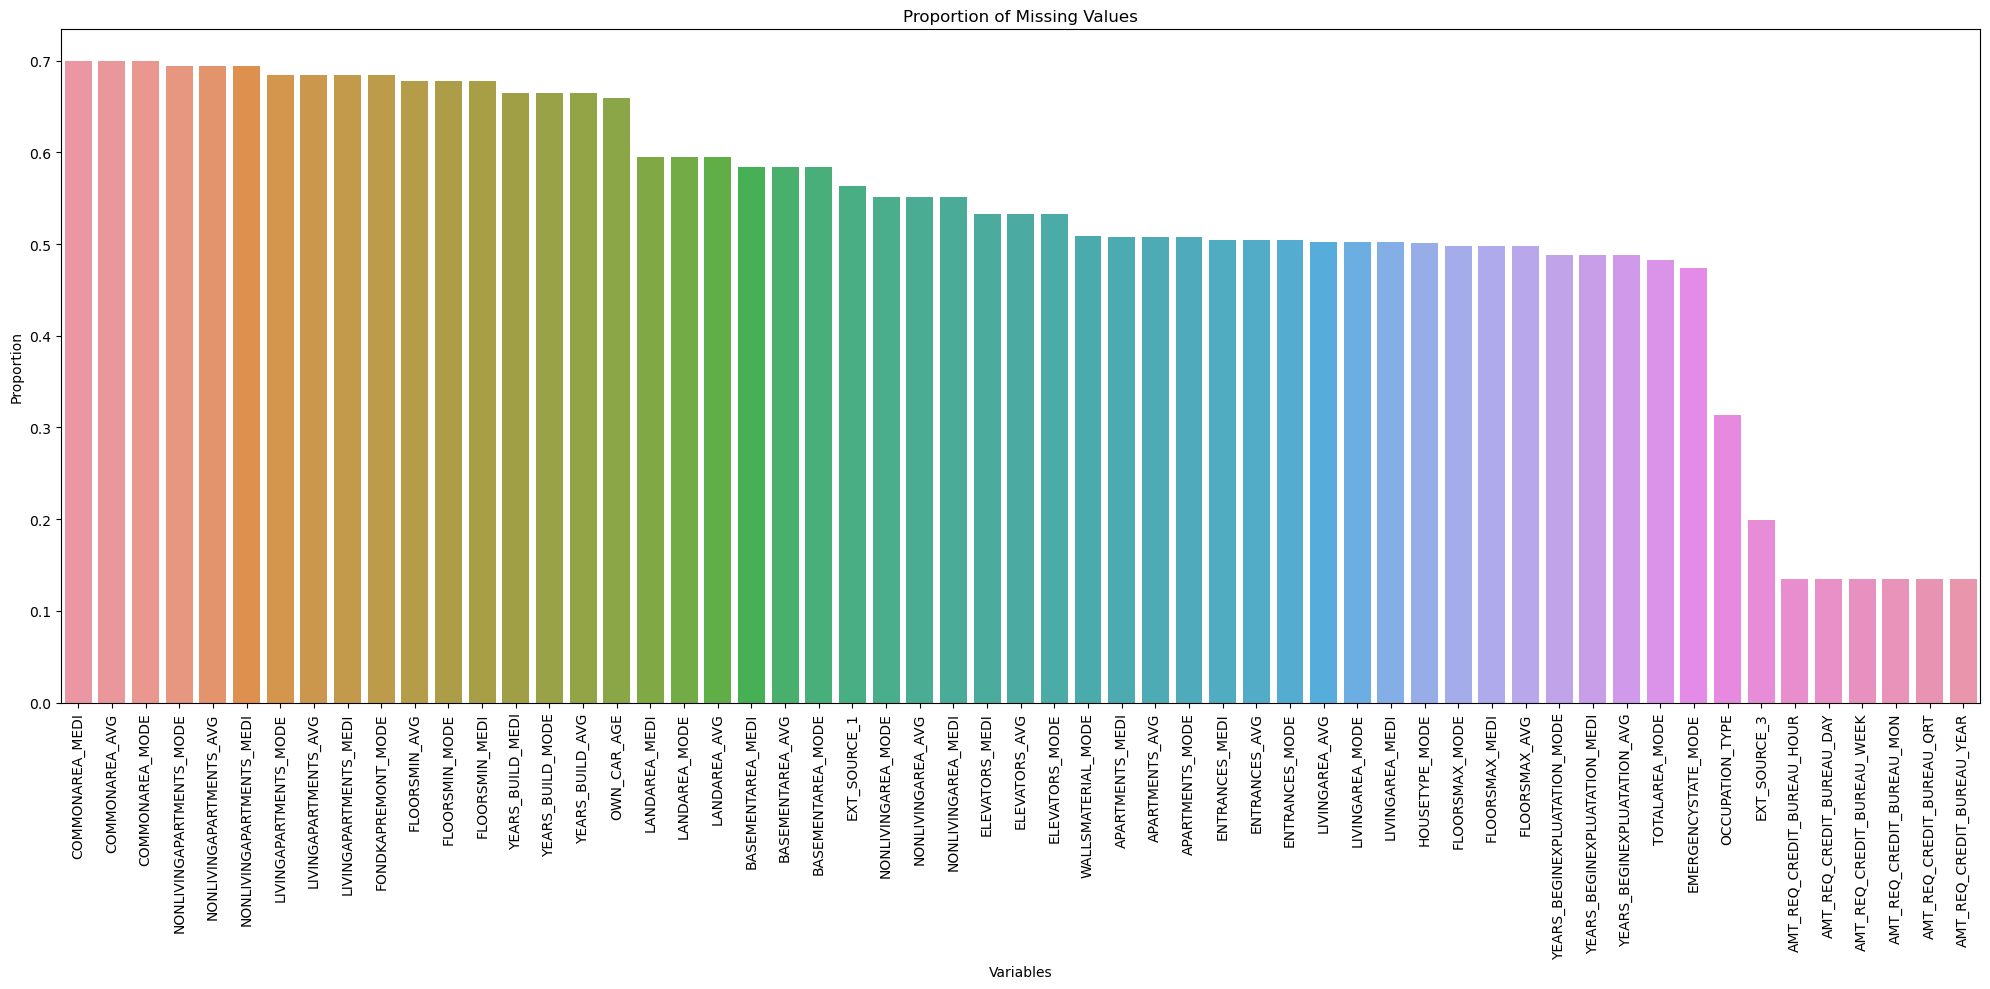 Proportion of Missing Values
Proportion
0.7
0.6
0.5
0.4
0.3
0.2
0.1
0.0
COMMONAREA_MEDI
COMMONAREA_AVG
COMMONAREA_MODE
NONLIVINGAPARTMENTS_MODE
NONLIVINGAPARTMENTS_AVG
NONLIVINGAPARTMENTS_MEDI
LIVINGAPARTMENTS_MODE
LIVINGAPARTMENTS_AVG
LIVINGAPARTMENTS_MEDI
FONDKAPREMONT_MODE
FLOORSMIN_AVG
FLOORSMIN_MODE
FLOORSMIN_MEDI
YEARS_BUILD_MEDI
YEARS_BUILD_MODE
YEARS_BUILD_AVG
OWN_CAR_AGE
LANDAREA_MEDI
LANDAREA_MODE
LANDAREA_AVG
BASEMENTAREA_MEDI
BASEMENTAREA_AVG
BASEMENTAREA_MODE
EXT_SOURCE_1
NONLIVINGAREA_MODE
NONLIVINGAREA_AVG
NONLIVINGAREA_MEDI
ELEVATORS_MEDI
ELEVATORS_AVG
ELEVATORS_MODE
WALLSMATERIAL_MODE
APARTMENTS_MEDI
APARTMENTS_AVG
APARTMENTS_MODE
ENTRANCES_MEDI
ENTRANCES_AVG
ENTRANCES_MODE
LIVINGAREA_AVG
LIVINGAREA_MODE
LIVINGAREA_MEDI
HOUSETYPE_MODE
FLOORSMAX_MODE
FLOORSMAX_MEDI
FLOORSMAX_AVG
YEARS_BEGINEXPLUATATION_MODE
YEARS_BEGINEXPLUATATION_MEDI
YEARS_BEGINEXPLUATATION_AVG
TOTALAREA_MODE
EMERGENCYSTATE_MODE
OCCUPATION_TYPE
EXT_SOURCE_3
AMT_REQ_CREDIT_BUREAU_HOUR
AMT_REQ_CREDIT_BUREAU_DAY
AMT_REQ_CREDIT_BUREAU_WEEK
AMT_REQ_CREDIT_BUREAU_MON
AMT_REQ_CREDIT_BUREAU_QRT
AMT_REQ_CREDIT_BUREAU_YEAR
Variables